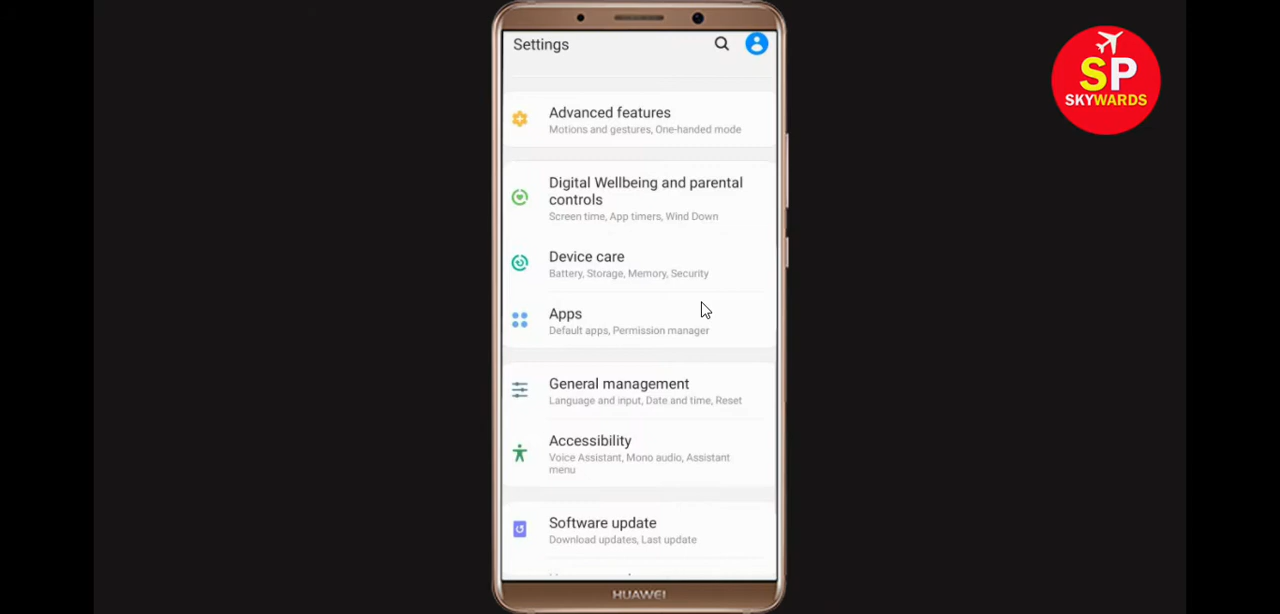 Settings
SP
SKYWARDS
Advanced features
Motions and gestures, One-handed mode
Digital Wellbeing and parental
controls
Screen time, App timers, Wind Down
Device care
Battery, Storage, Memory, Security
Apps
Default apps, Permission manager
General management
Language and input, Date and time, Reset
Accessibility
Voice Assistant, Mono audio, Assistant
menu
Software update
Download updates, Last update
HUAWEI